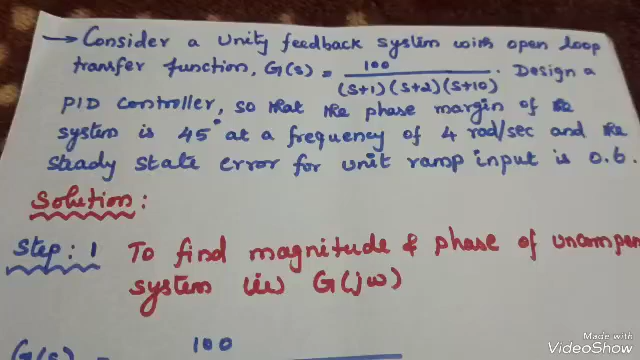 → Consider a Unity feedback system with open loop
transfer function, G(s) = 100 / (s+1)(s+2)(s+10) . Design a
PID controller, so that the phase margin of the
system is 45° at a frequency of 4 rad/sec and the
steady state error for unit ramp input is 0.6.
Solution:
Step: 1 To find magnitude & phase of uncompen
system (ie) G(jω)
G(s) = 100
Made with
VideoShow